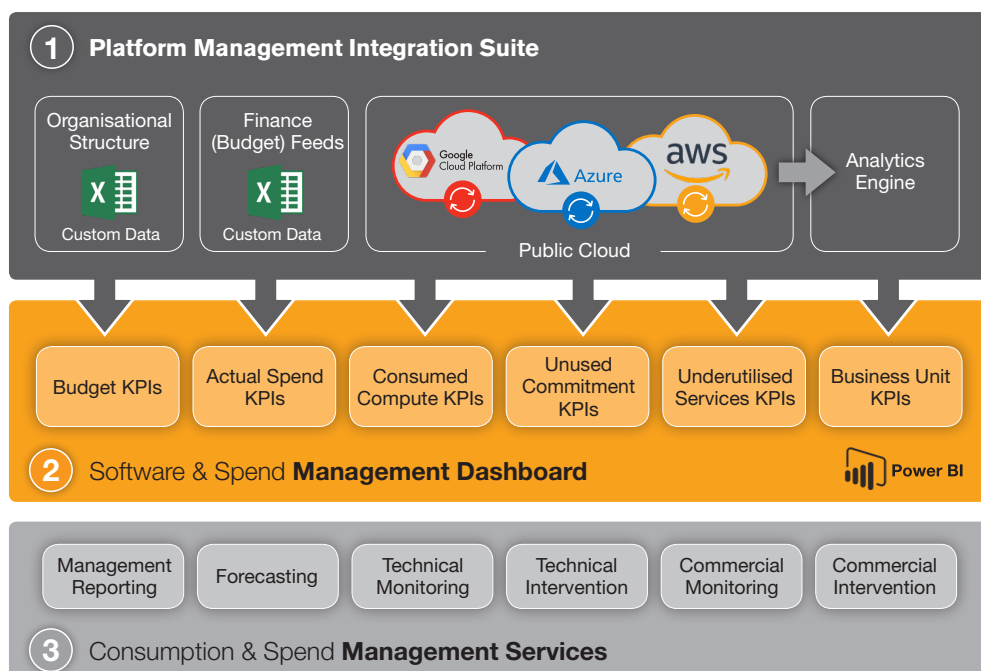 1 Platform Management Integration Suite
Organisational
Structure
X
Custom Data
Finance
(Budget) Feeds
X
Custom Data
Google
Cloud Platform
Azure
aws
Public Cloud
Analytics
Engine
Budget KPIs
Actual Spend
KPIs
Consumed
Compute KPIs
Unused
Commitment
KPIs
Underutilised
Services KPIs
Business Unit
KPIs
2 Software & Spend Management Dashboard
Power BI
Management
Reporting
Forecasting
Technical
Monitoring
Technical
Intervention
Commercial
Monitoring
Commercial
Intervention
3 Consumption & Spend Management Services